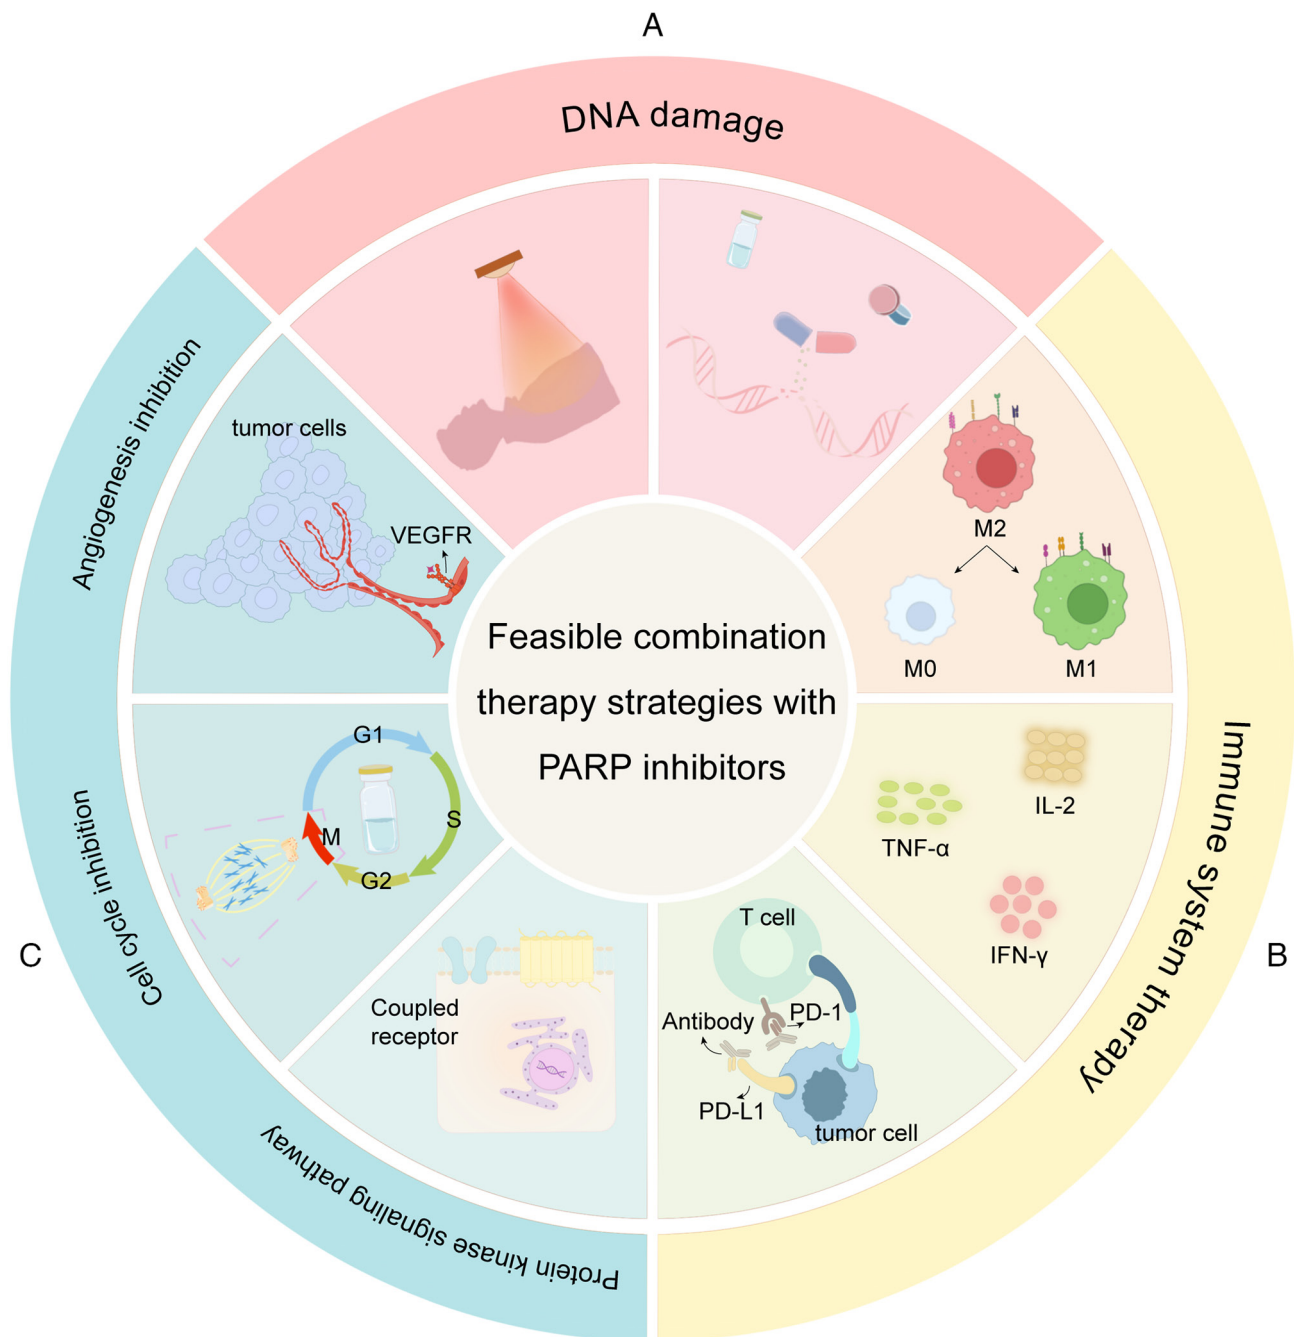 A
DNA damage
Angiogenesis inhibition
tumor cells
VEGFR
M2
M0
M1
Feasible combination
therapy strategies with
PARP inhibitors
G1
S
M
G2
Cell cycle inhibition
C
IL-2
TNF-α
IFN-γ
Immune system therapy
B
T cell
PD-1
Antibody
PD-L1
tumor cell
Coupled
receptor
Protein kinase signaling pathway